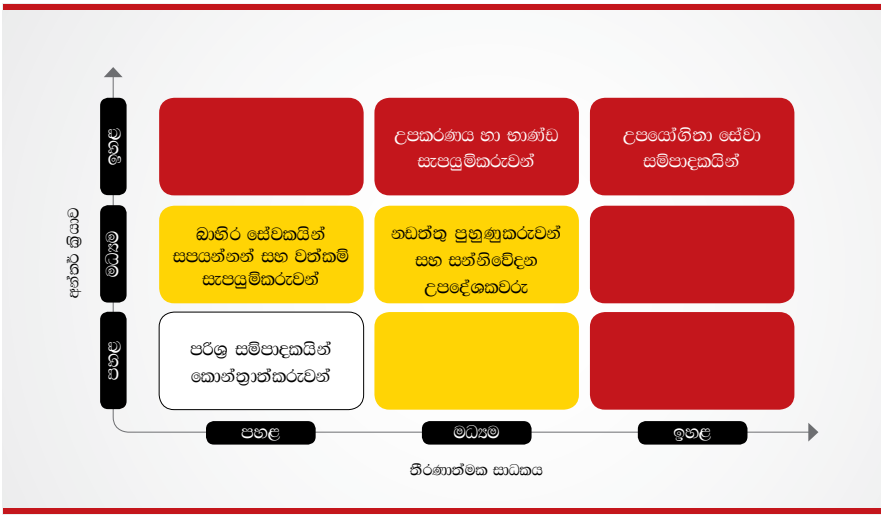 ඉහළ
උපකරණය හා භාණ්ඩ
සැපයුම්කරුවන්
උපයෝගිතා සේවා
සම්පාදකයින්
අන්තර් ක්‍රියාව
මධ්‍යම
බාහිර සේවකයින්
සපයන්නන් සහ වත්කම්
සැපයුම්කරුවන්
නඩත්තු පුහුණුකරුවන්
සහ සන්නිවේදන
උපදේශකවරු
පහළ
පරිශ්‍ර සම්පාදකයින්
කොන්ත්‍රාත්කරුවන්
පහළ
මධ්‍යම
ඉහළ
තීරණාත්මක සාධකය